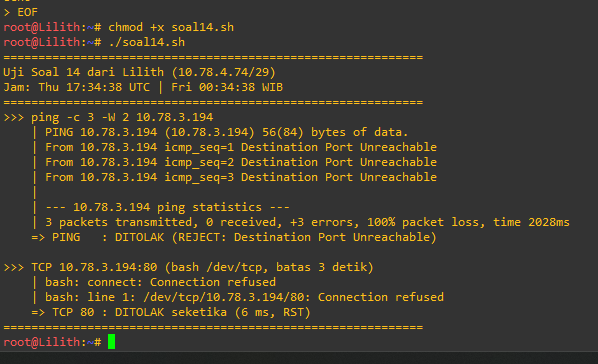 > EOF
root@Lilith:~# chmod +x soal14.sh
root@Lilith:~# ./soal14.sh
============================================================
Uji Soal 14 dari Lilith (10.78.4.74/29)
Jam: Thu 17:34:38 UTC | Fri 00:34:38 WIB
============================================================
>>> ping -c 3 -W 2 10.78.3.194
    | PING 10.78.3.194 (10.78.3.194) 56(84) bytes of data.
    | From 10.78.3.194 icmp_seq=1 Destination Port Unreachable
    | From 10.78.3.194 icmp_seq=2 Destination Port Unreachable
    | From 10.78.3.194 icmp_seq=3 Destination Port Unreachable
    |
    | --- 10.78.3.194 ping statistics ---
    | 3 packets transmitted, 0 received, +3 errors, 100% packet loss, time 2028ms
    => PING   : DITOLAK (REJECT: Destination Port Unreachable)

>>> TCP 10.78.3.194:80 (bash /dev/tcp, batas 3 detik)
    | bash: connect: Connection refused
    | bash: line 1: /dev/tcp/10.78.3.194/80: Connection refused
    => TCP 80 : DITOLAK seketika (6 ms, RST)
============================================================
root@Lilith:~#